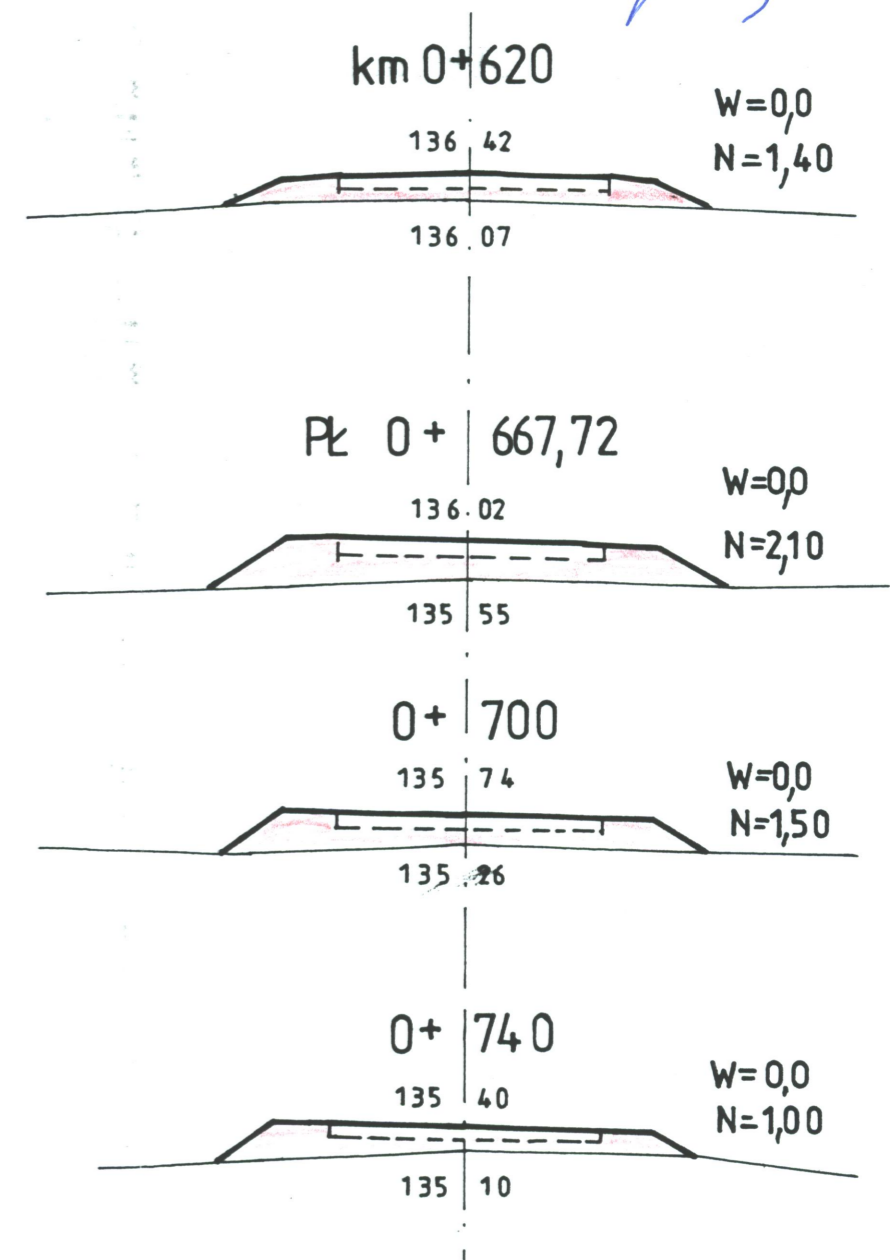 km 0+620
W=0,0
N=1,40
136.42
136.07
PŁ 0+667,72
W=0,0
N=2,10
136.02
135 55
0+700
W=0,0
N=1,50
135.74
135.26
0+740
W=0,0
N=1,00
135 40
135 10